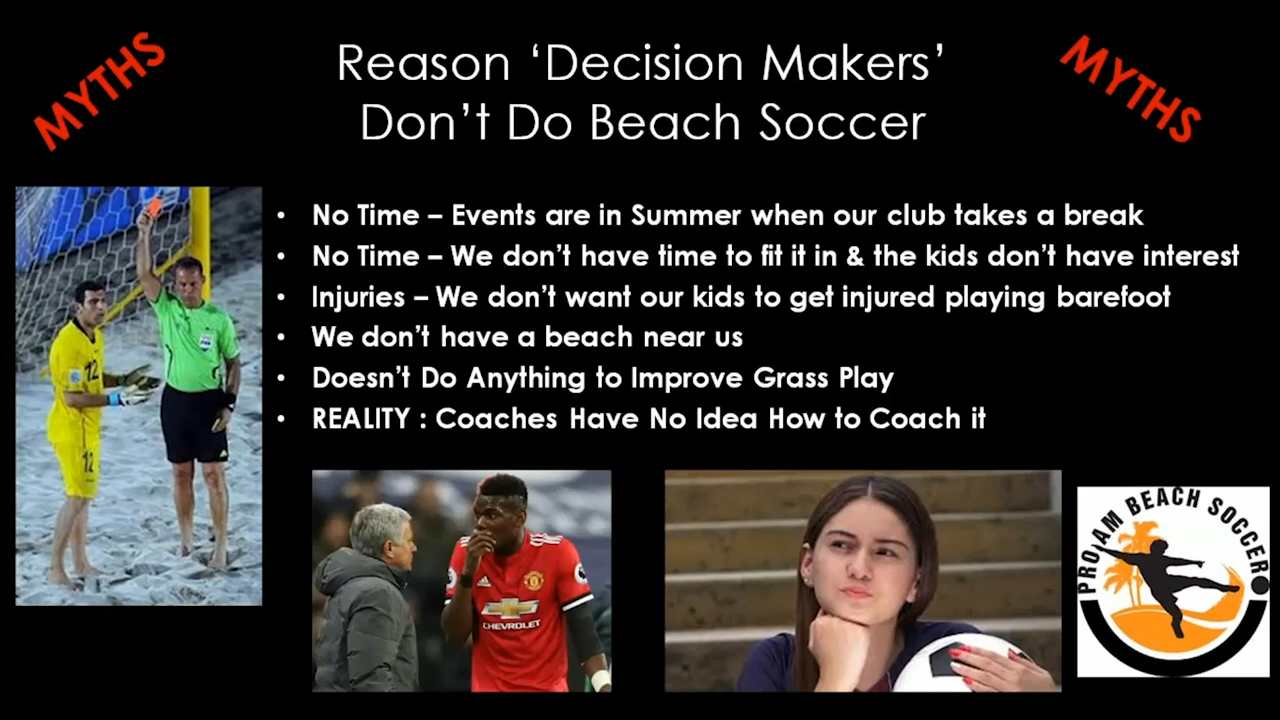 MYTHS
Reason ‘Decision Makers’
Don’t Do Beach Soccer
MYTHS
• No Time – Events are in Summer when our club takes a break
• No Time – We don’t have time to fit it in & the kids don’t have interest
• Injuries – We don’t want our kids to get injured playing barefoot
• We don’t have a beach near us
• Doesn’t Do Anything to Improve Grass Play
• REALITY : Coaches Have No Idea How to Coach it
12
12
CHEVROLET
PRO AM BEACH SOCCER